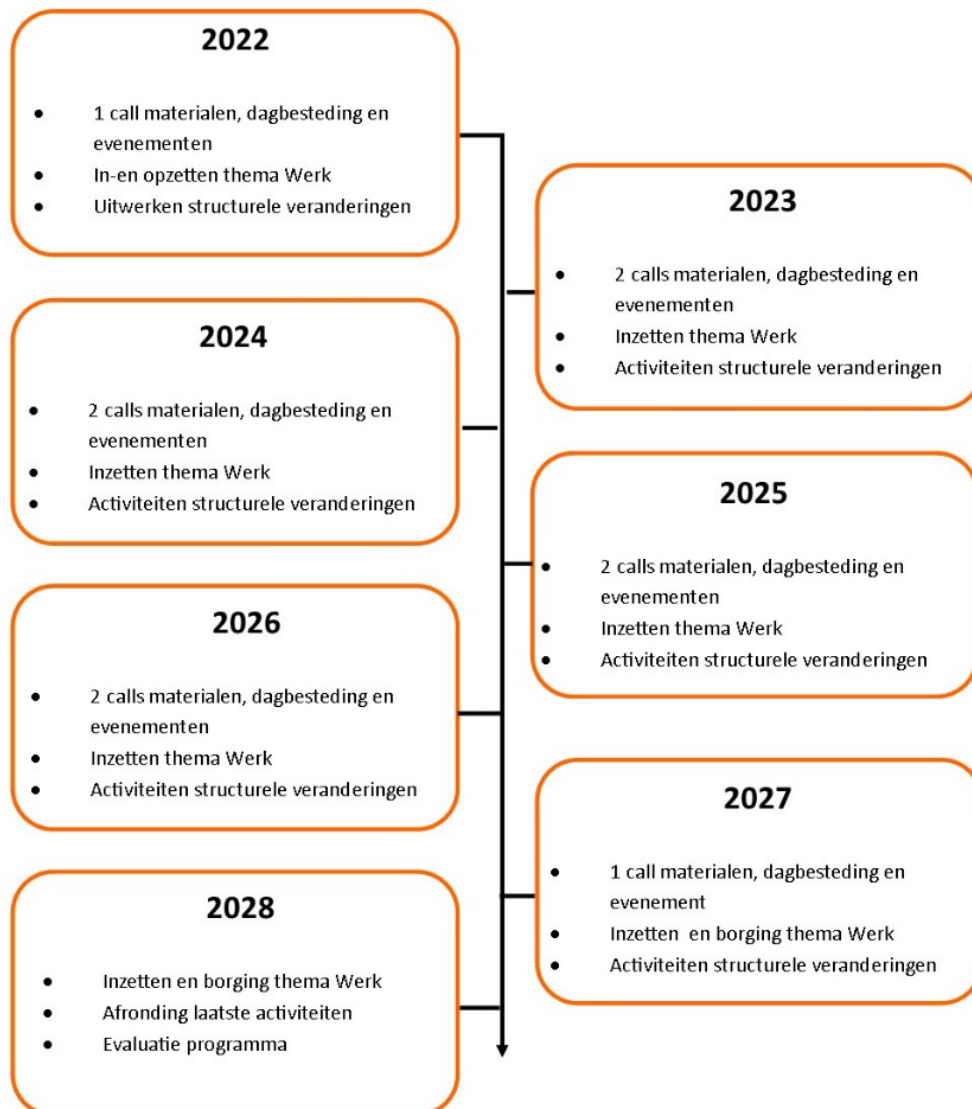 2022
• 1 call materialen, dagbesteding en
evenementen
• In-en opzetten thema Werk
• Uitwerken structurele veranderingen
2023
• 2 calls materialen, dagbesteding en
evenementen
• Inzetten thema Werk
• Activiteiten structurele veranderingen
2024
• 2 calls materialen, dagbesteding en
evenementen
• Inzetten thema Werk
• Activiteiten structurele veranderingen
2025
• 2 calls materialen, dagbesteding en
evenementen
• Inzetten thema Werk
• Activiteiten structurele veranderingen
2026
• 2 calls materialen, dagbesteding en
evenementen
• Inzetten thema Werk
• Activiteiten structurele veranderingen
2027
• 1 call materialen, dagbesteding en
evenement
• Inzetten en borging thema Werk
• Activiteiten structurele veranderingen
2028
• Inzetten en borging thema Werk
• Afronding laatste activiteiten
• Evaluatie programma